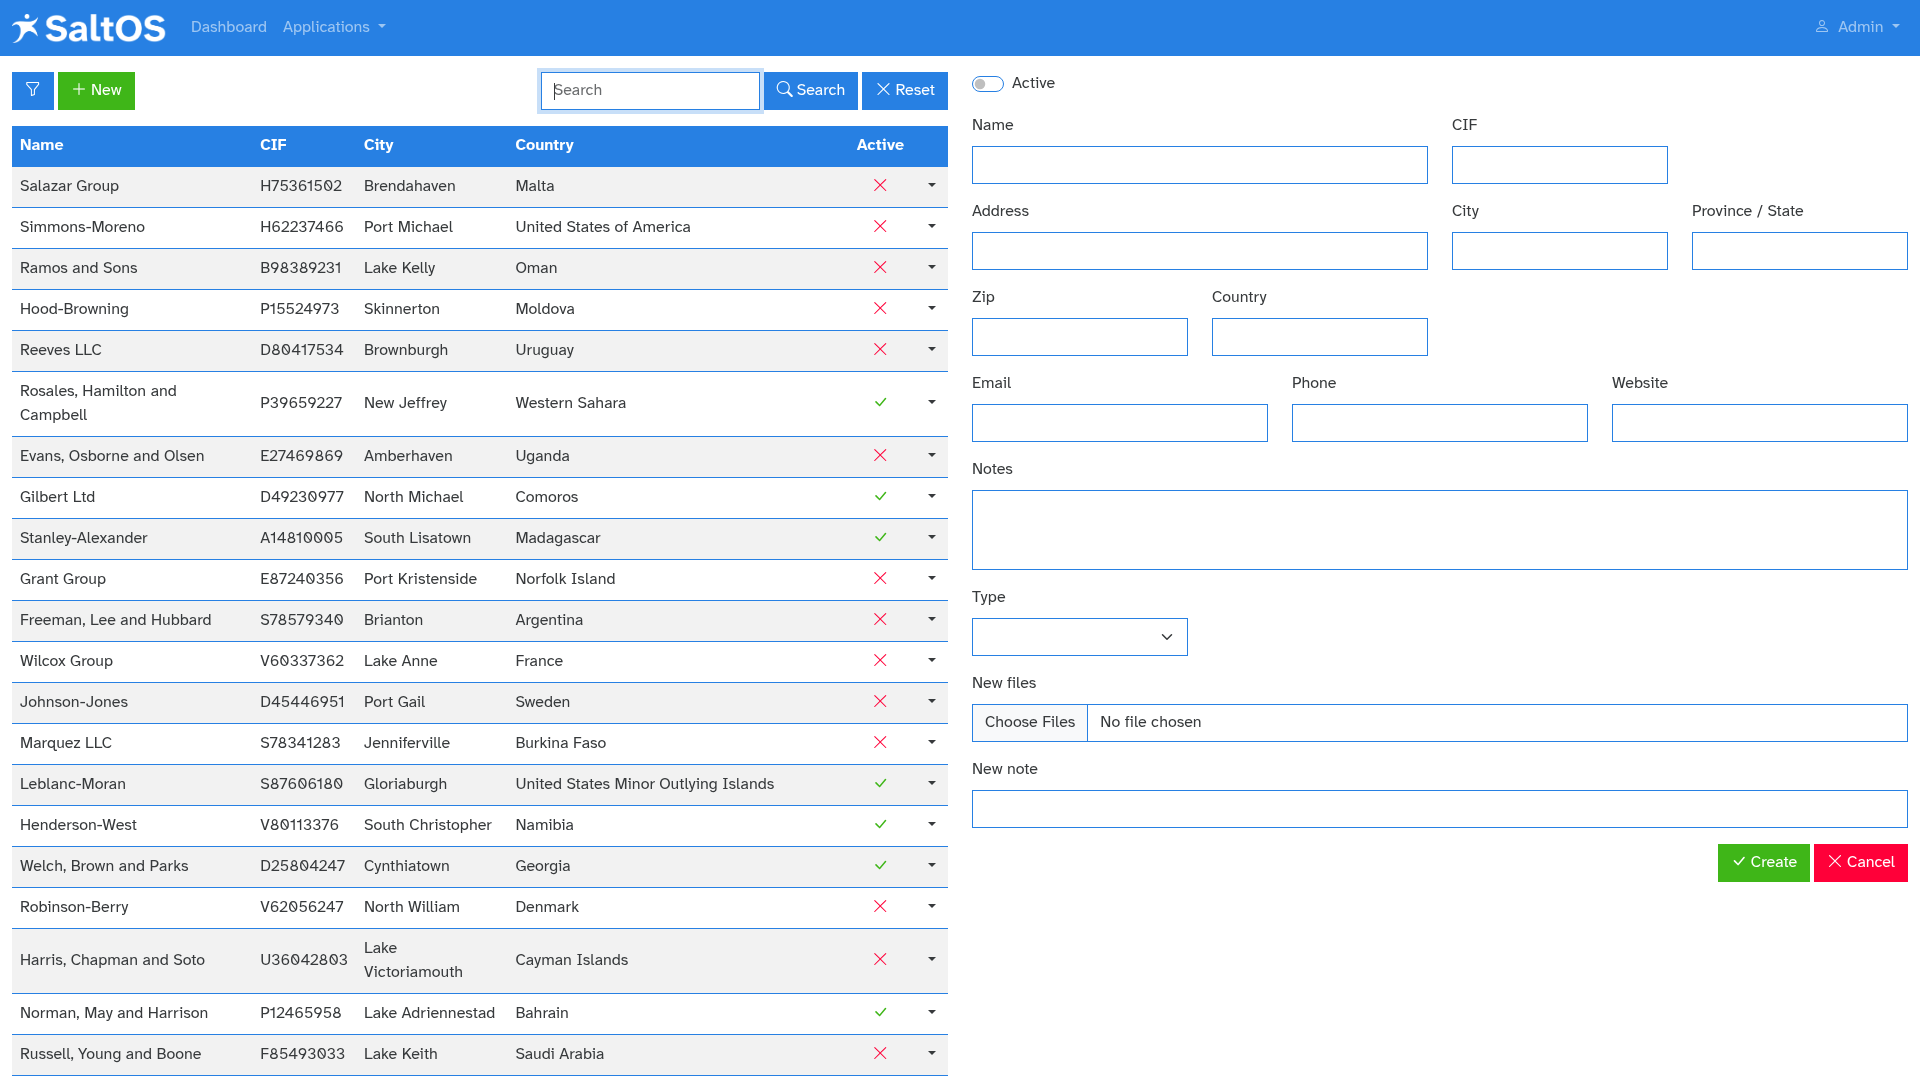 SaltOS Dashboard Applications Admin
New Search Search Reset
Name CIF City Country Active
Salazar Group H75361502 Brendahaven Malta
Simmons-Moreno H62237466 Port Michael United States of America
Ramos and Sons B98389231 Lake Kelly Oman
Hood-Browning P15524973 Skinnerton Moldova
Reeves LLC D80417534 Brownburgh Uruguay
Rosales, Hamilton and
Campbell P39659227 New Jeffrey Western Sahara
Evans, Osborne and Olsen E27469869 Amberhaven Uganda
Gilbert Ltd D49230977 North Michael Comoros
Stanley-Alexander A14810005 South Lisatown Madagascar
Grant Group E87240356 Port Kristenside Norfolk Island
Freeman, Lee and Hubbard S78579340 Brianton Argentina
Wilcox Group V60337362 Lake Anne France
Johnson-Jones D45446951 Port Gail Sweden
Marquez LLC S78341283 Jenniferville Burkina Faso
Leblanc-Moran S87606180 Gloriaburgh United States Minor Outlying Islands
Henderson-West V80113376 South Christopher Namibia
Welch, Brown and Parks D25804247 Cynthiatown Georgia
Robinson-Berry V62056247 North William Denmark
Harris, Chapman and Soto U36042803 Lake
Victoriamouth Cayman Islands
Norman, May and Harrison P12465958 Lake Adriennestad Bahrain
Russell, Young and Boone F85493033 Lake Keith Saudi Arabia
Active
Name CIF
Address City Province / State
Zip Country
Email Phone Website
Notes
Type
New files
Choose Files No file chosen
New note
Create Cancel